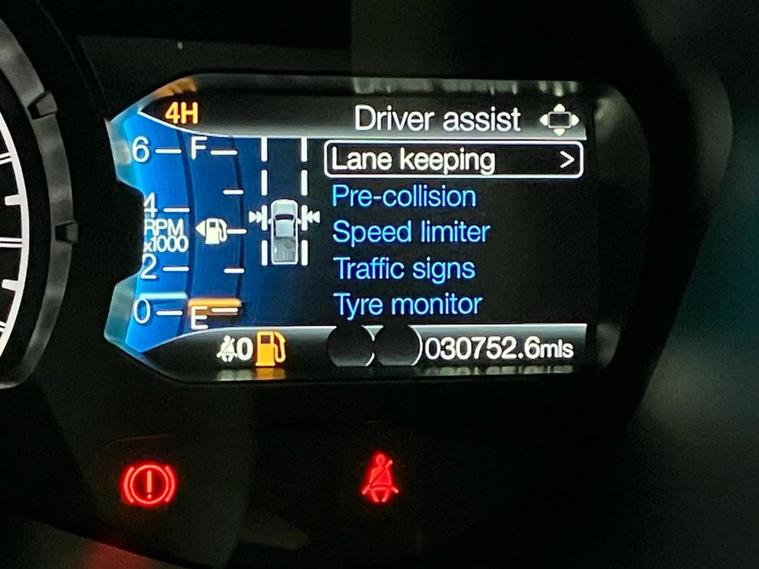 4H
Driver assist
6
F
Lane keeping >
Pre-collision
4
RPM
x1000
Speed limiter
2
Traffic signs
0
E
Tyre monitor
0
030752.6mls